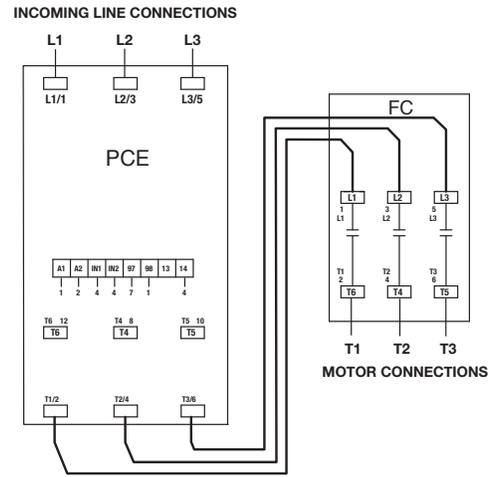 INCOMING LINE CONNECTIONS
L1 L2 L3
L1/1 L2/3 L3/5
PCE
FC
L1 L2 L3
1 3 5
L1 L2 L3
A1 A2 IN1 IN2 97 98 13 14
1 2 4 4 7 1 4
T1 T2 T3
2 4 6
T6 T4 T5
T6 12 T4 8 T5 10
T6 T4 T5
T1 T2 T3
MOTOR CONNECTIONS
T1/2 T2/4 T3/6